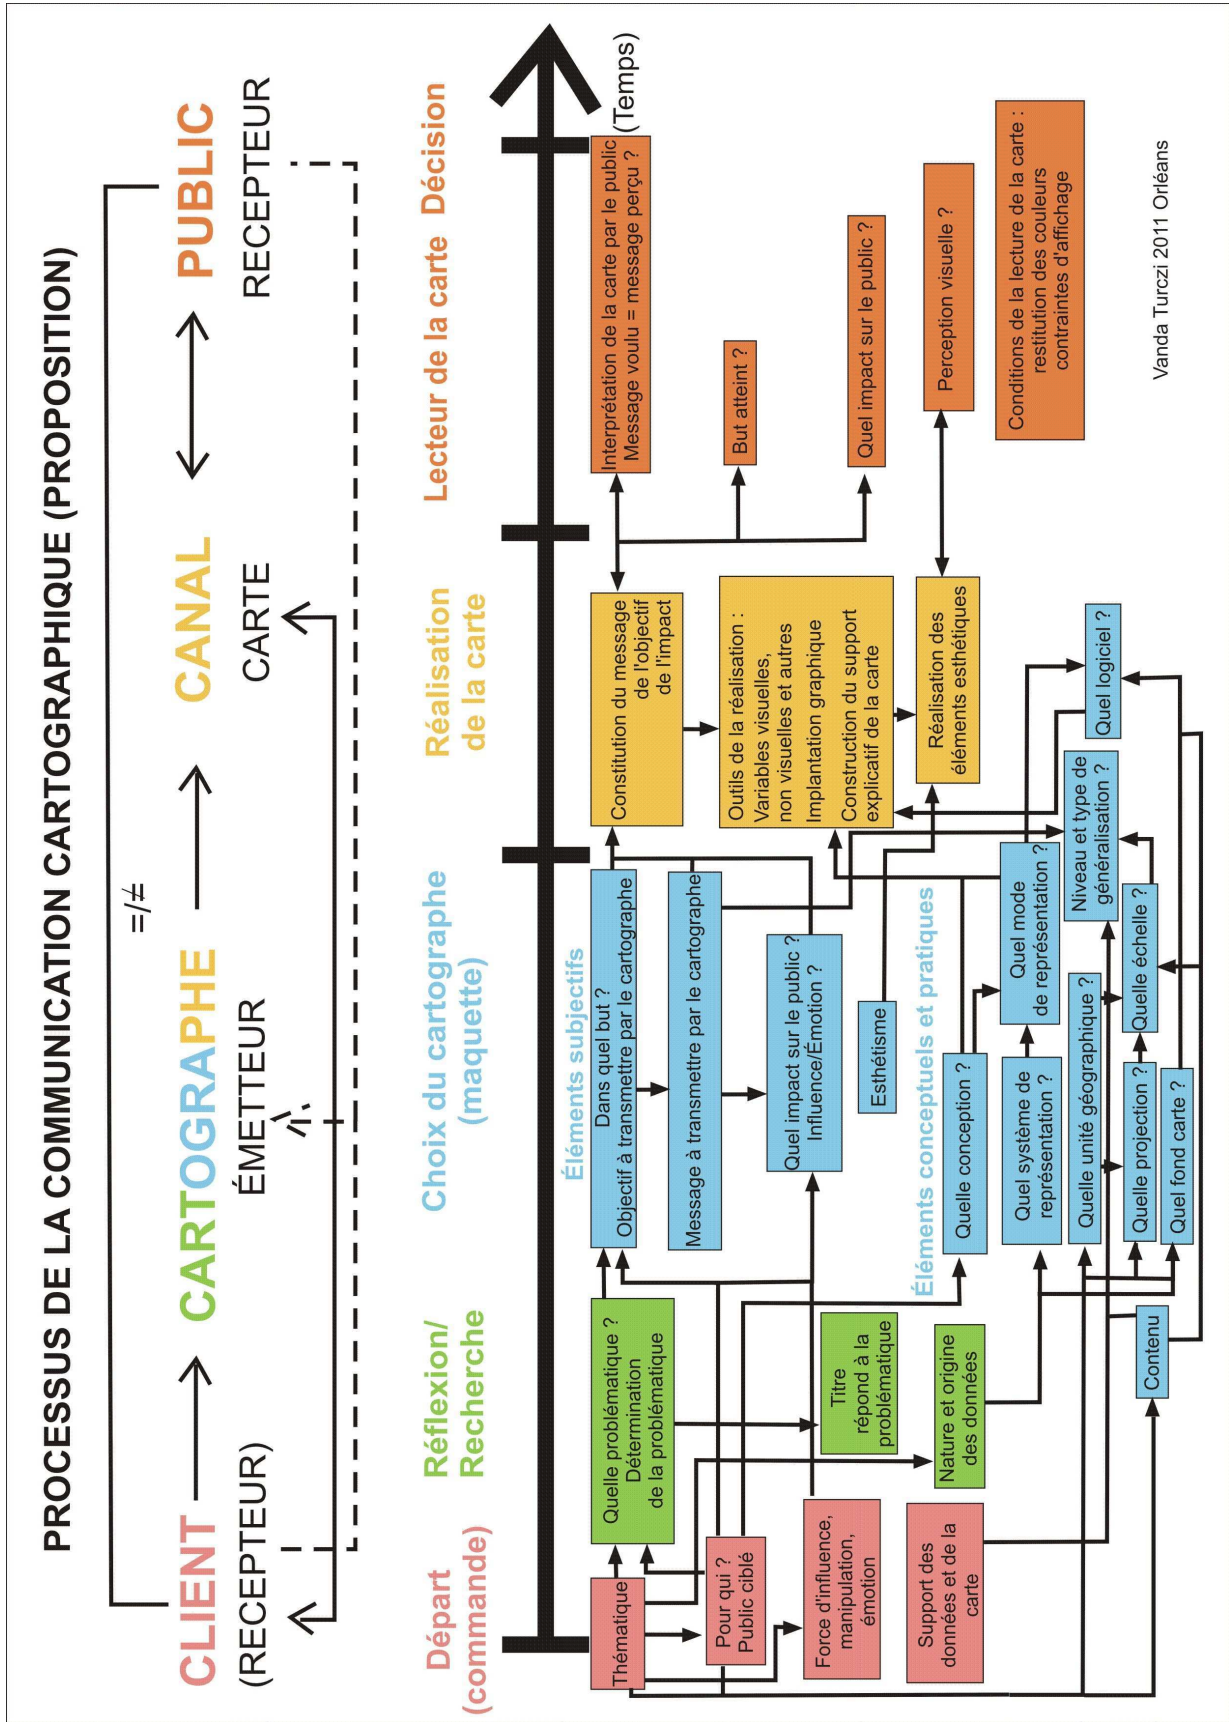 PROCESSUS DE LA COMMUNICATION CARTOGRAPHIQUE (PROPOSITION)
=/≠
CLIENT
CARTOGRAPHE
CANAL
PUBLIC
(RECEPTEUR)
ÉMETTEUR
CARTE
RECEPTEUR
Départ
(commande)
Réflexion/
Recherche
Choix du cartographe
(maquette)
Réalisation
de la carte
Lecteur de la carte
Décision
(Temps)
Thématique
Pour qui ?
Public ciblé
Force d'influence,
manipulation,
émotion
Support des
données et de la
carte
Quelle problématique ?
Détermination
de la problématique
Titre
répond à la
problématique
Nature et origine
des données
Contenu
Éléments subjectifs
Dans quel but ?
Objectif à transmettre par le cartographe
Message à transmettre par le cartographe
Quel impact sur le public ?
Influence/Émotion ?
Esthétisme
Éléments conceptuels et pratiques
Quelle conception ?
Quel système de
représentation ?
Quel mode
de représentation ?
Quelle unité géographique ?
Niveau et type de
généralisation ?
Quelle projection ?
Quelle échelle ?
Quel fond carte ?
Quel logiciel ?
Constitution du message
de l'objectif
de l'impact
Outils de la réalisation :
Variables visuelles,
non visuelles et autres
Implantation graphique
Construction du support
explicatif de la carte
Réalisation des
éléments esthétiques
Interprétation de la carte par le public
Message voulu = message perçu ?
But atteint ?
Quel impact sur le public ?
Perception visuelle ?
Conditions de la lecture de la carte :
restitution des couleurs
contraintes d'affichage
Vanda Turczi 2011 Orléans